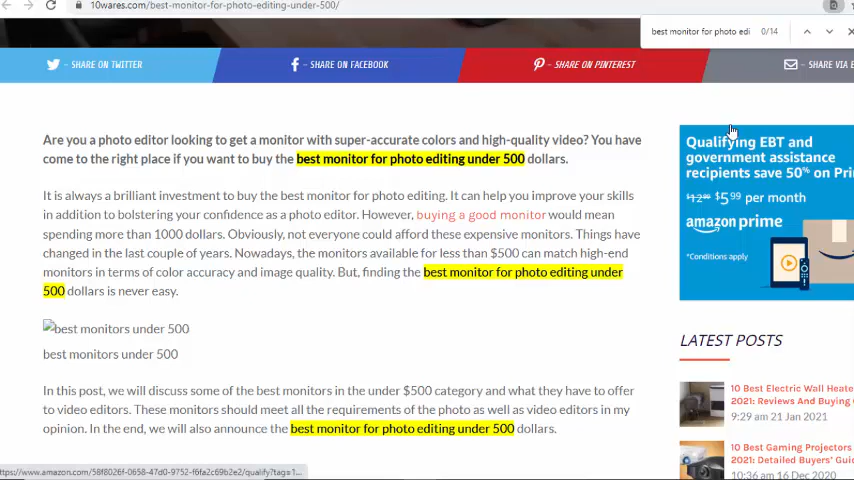 10wares.com/best-monitor-for-photo-editing-under-500/
best monitor for photo edi 0/14
- SHARE ON TWITTER
- SHARE ON FACEBOOK
- SHARE ON PINTEREST
- SHARE VIA E
Are you a photo editor looking to get a monitor with super-accurate colors and high-quality video? You have
come to the right place if you want to buy the best monitor for photo editing under 500 dollars.
It is always a brilliant investment to buy the best monitor for photo editing. It can help you improve your skills
in addition to bolstering your confidence as a photo editor. However, buying a good monitor would mean
spending more than 1000 dollars. Obviously, not everyone could afford these expensive monitors. Things have
changed in the last couple of years. Nowadays, the monitors available for less than $500 can match high-end
monitors in terms of color accuracy and image quality. But, finding the best monitor for photo editing under
500 dollars is never easy.
best monitors under 500
best monitors under 500
In this post, we will discuss some of the best monitors in the under $500 category and what they have to offer
to video editors. These monitors should meet all the requirements of the photo as well as video editors in my
opinion. In the end, we will also announce the best monitor for photo editing under 500 dollars.
Qualifying EBT and
government assistance
recipients save 50% on Pri
$12.99 $5.99 per month
amazon prime
*Conditions apply
LATEST POSTS
10 Best Electric Wall Heate
2021: Reviews And Buying
9:29 am 21 Jan 2021
10 Best Gaming Projectors
2021: Detailed Buyers' Guid
10:36 am 16 Dec 2020
https://www.amazon.com/58f8026f-0658-47d0-9752-f6fa2c69b2e2/qualify?tag=1...